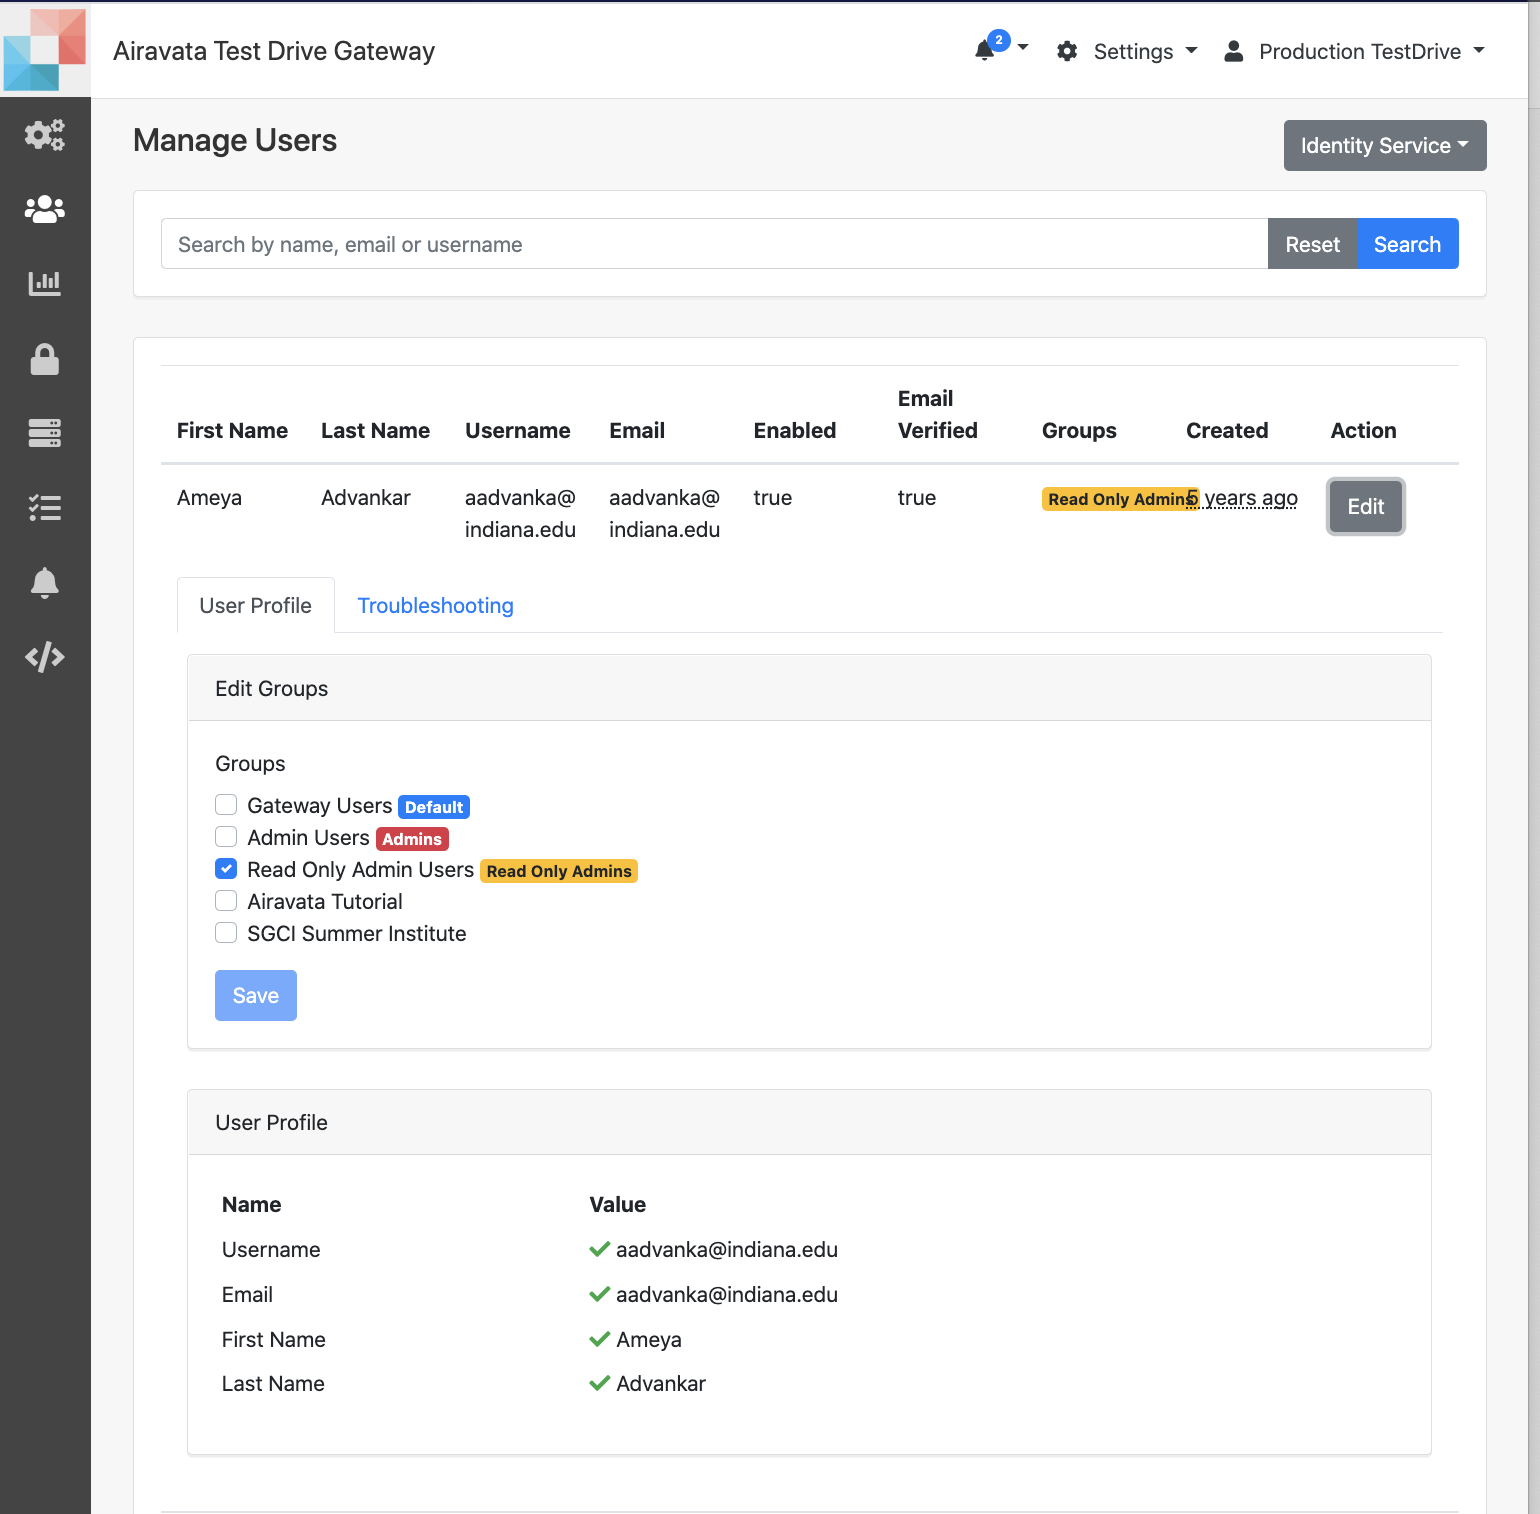 Airavata Test Drive Gateway
2
Settings
Production TestDrive
Manage Users
Identity Service
Search by name, email or username
Reset
Search
First Name
Last Name
Username
Email
Enabled
Email
Verified
Groups
Created
Action
Ameya
Advankar
aadvanka@
indiana.edu
aadvanka@
indiana.edu
true
true
Read Only Admins
5 years ago
Edit
User Profile
Troubleshooting
Edit Groups
Groups
Gateway Users Default
Admin Users Admins
Read Only Admin Users Read Only Admins
Airavata Tutorial
SGCI Summer Institute
Save
User Profile
Name Value
Username aadvanka@indiana.edu
Email aadvanka@indiana.edu
First Name Ameya
Last Name Advankar